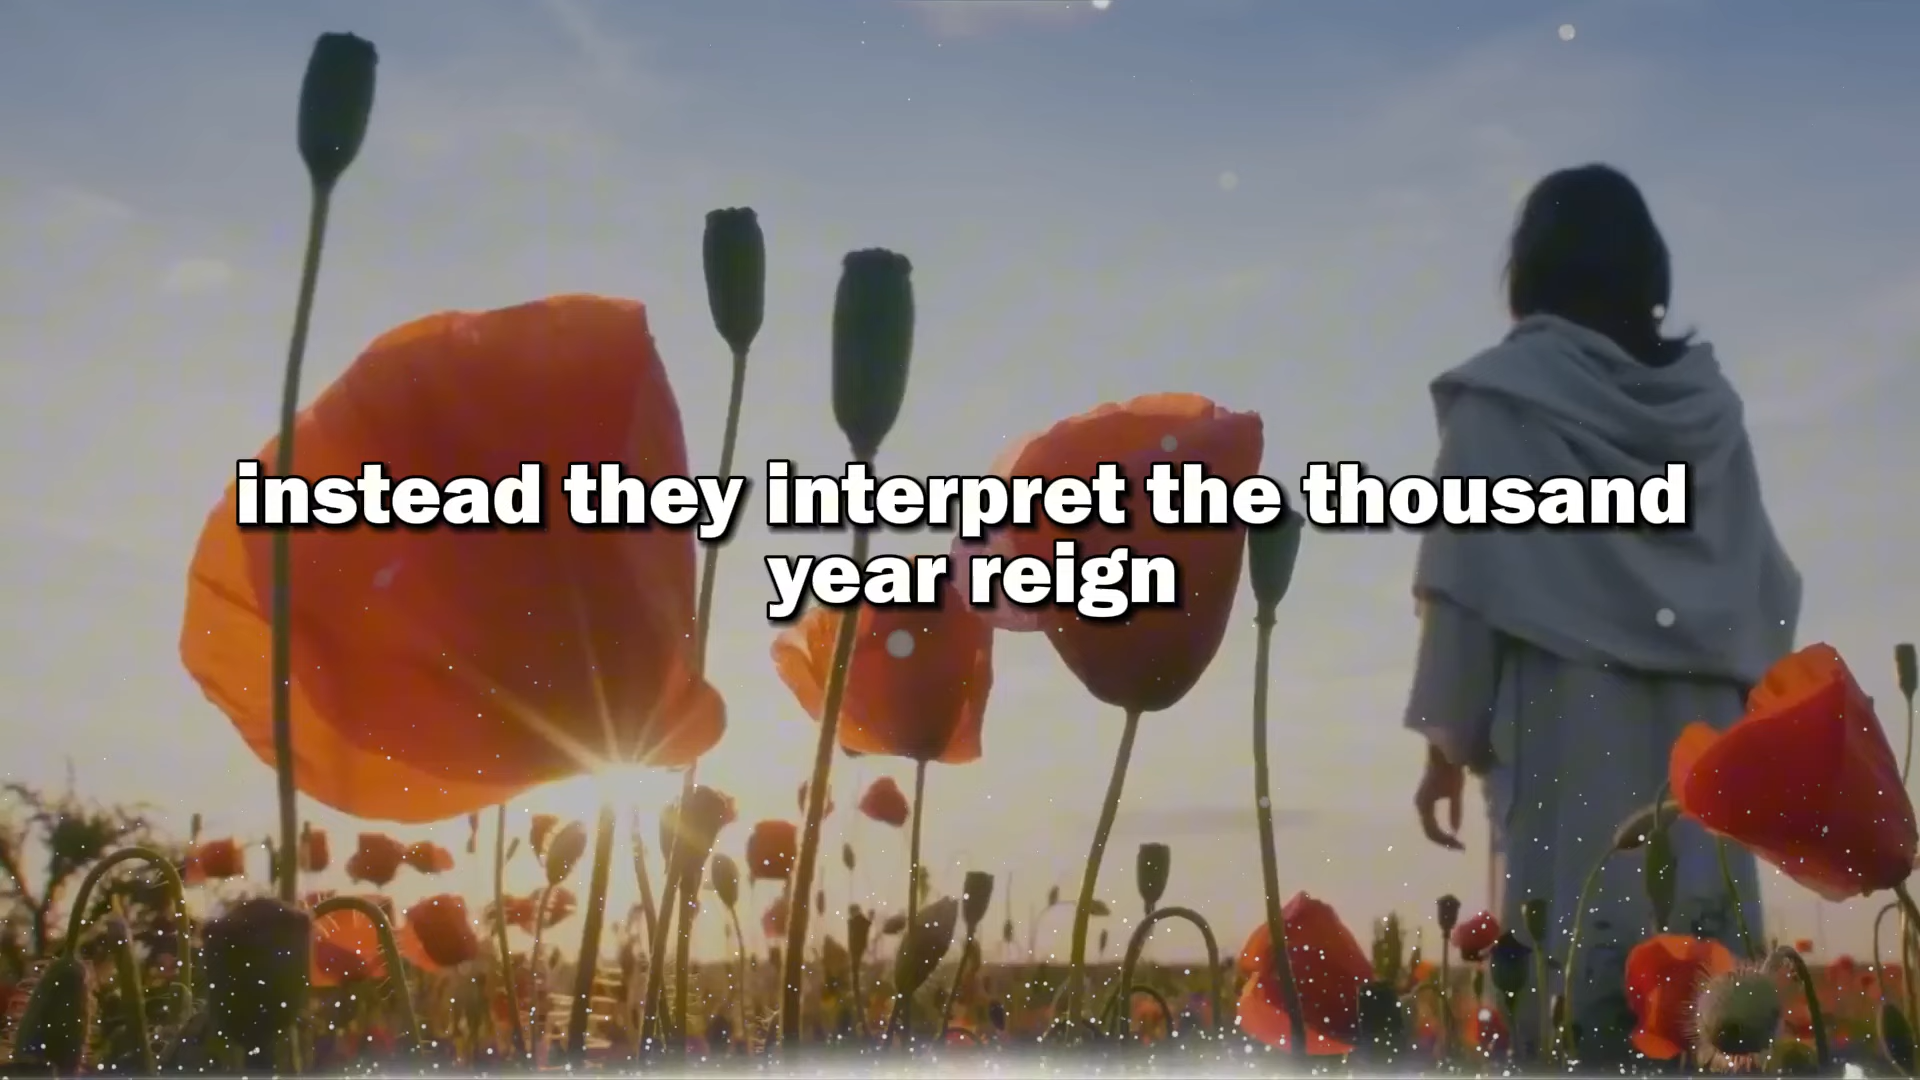 instead they interpret the thousand
year reign